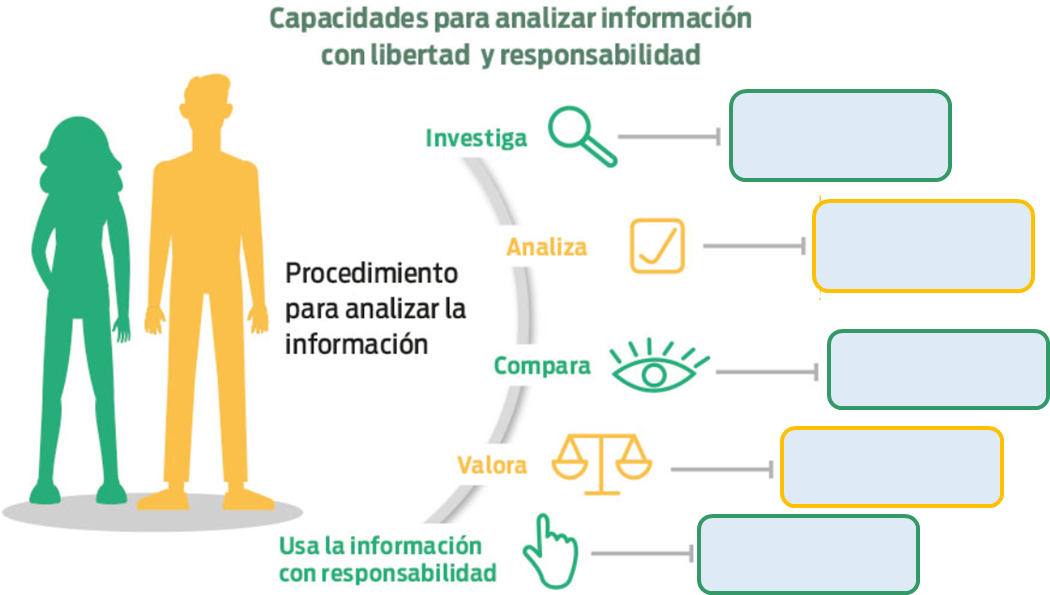 Capacidades para analizar información
con libertad y responsabilidad
Investiga
Analiza
Procedimiento
para analizar la
información
Compara
Valora
Usa la información
con responsabilidad